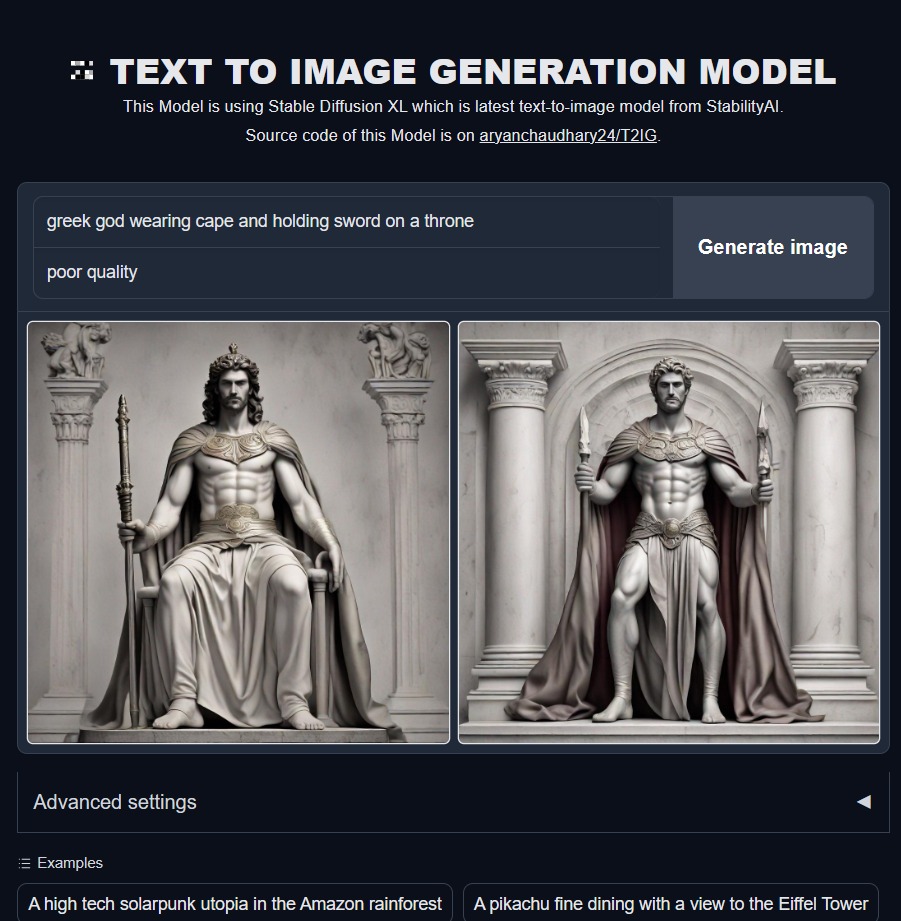 TEXT TO IMAGE GENERATION MODEL
This Model is using Stable Diffusion XL which is latest text-to-image model from StabilityAI.
Source code of this Model is on aryanchaudhary24/T2IG.
greek god wearing cape and holding sword on a throne
poor quality
Generate image
Advanced settings
Examples
A high tech solarpunk utopia in the Amazon rainforest
A pikachu fine dining with a view to the Eiffel Tower